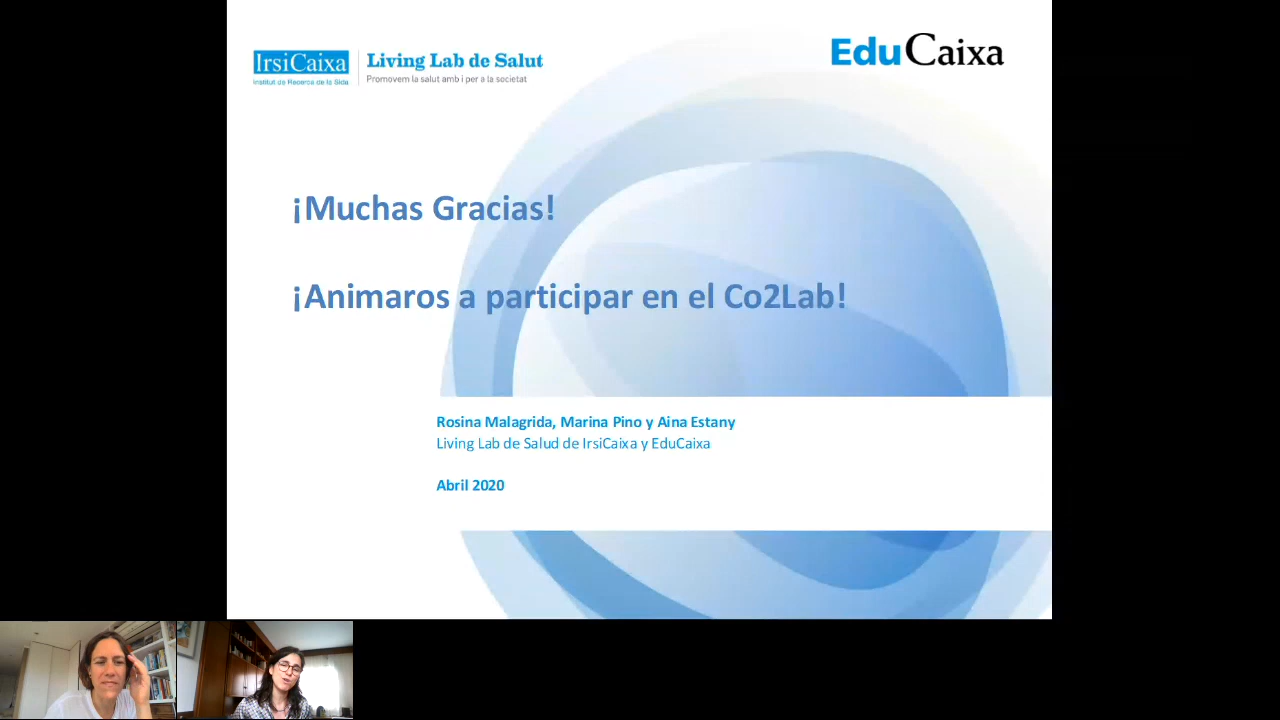 IrsiCaixa
Institut de Recerca de la Sida
Living Lab de Salut
Promovem la salut amb i per a la societat
EduCaixa
¡Muchas Gracias!
¡Animaros a participar en el Co2Lab!
Rosina Malagrida, Marina Pino y Aina Estany
Living Lab de Salud de IrsiCaixa y EduCaixa
Abril 2020